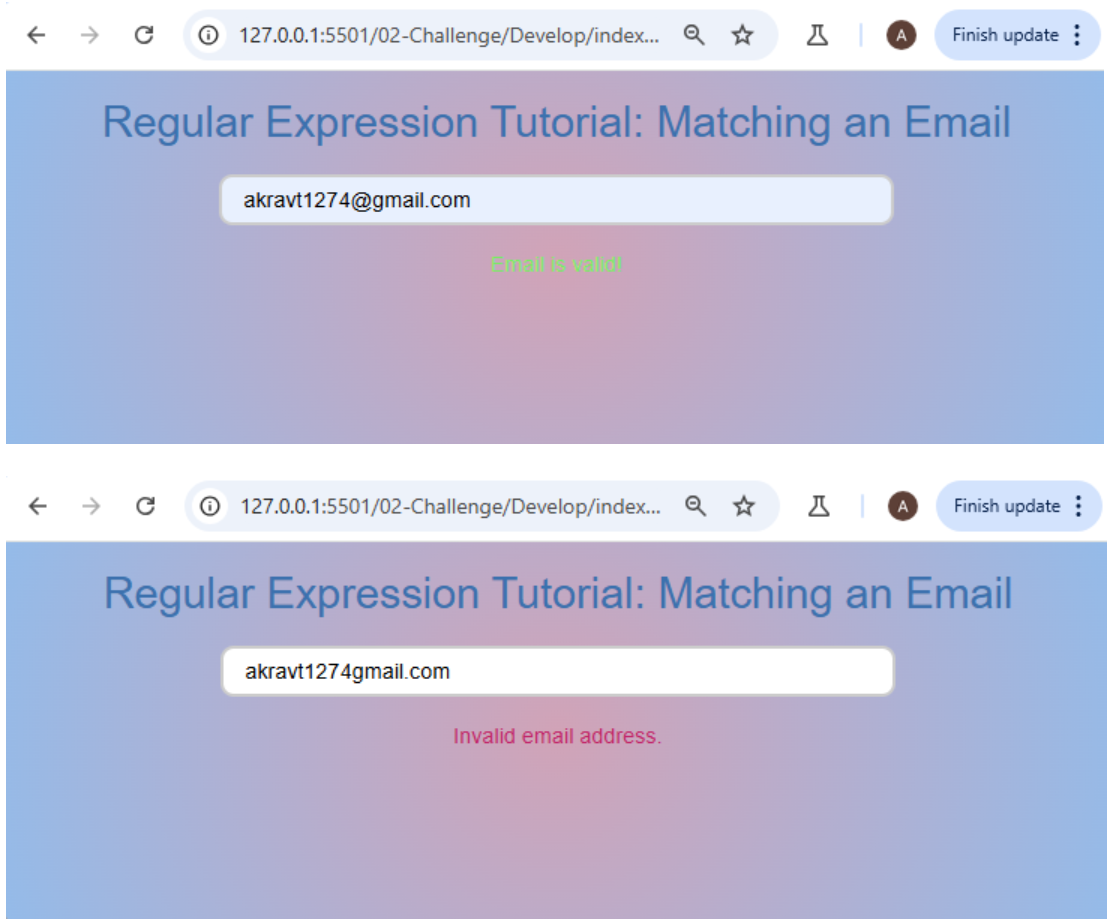 127.0.0.1:5501/02-Challenge/Develop/index...
A
Finish update
Regular Expression Tutorial: Matching an Email
akravt1274@gmail.com
Email is valid!
127.0.0.1:5501/02-Challenge/Develop/index...
A
Finish update
Regular Expression Tutorial: Matching an Email
akravt1274gmail.com
Invalid email address.